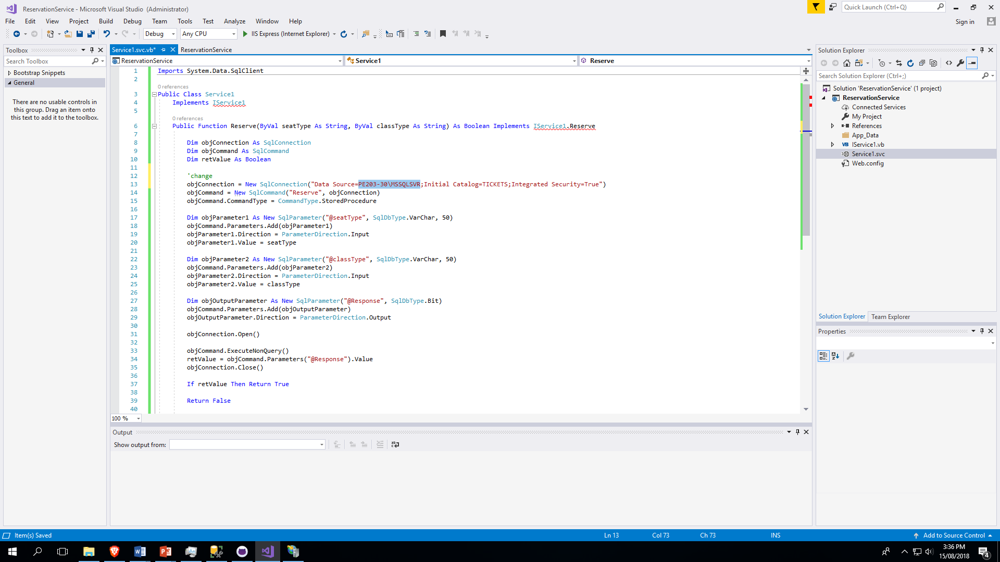 ReservationService - Microsoft Visual Studio (Administrator)
Quick Launch (Ctrl+Q)
File Edit View Project Build Debug Team Tools Test Analyze Window Help
Sign in
Debug
Any CPU
IIS Express (Internet Explorer)
Toolbox
Search Toolbox
Bootstrap Snippets
General
There are no usable controls in
this group. Drag an item onto
this text to add it to the toolbox.
Service1.svc.vb*
ReservationService
ReservationService
Service1
Reserve
1 Imports System.Data.SqlClient
2
0 references
3 Public Class Service1
4 Implements IService1
5
0 references
6 Public Function Reserve(ByVal seatType As String, ByVal classType As String) As Boolean Implements IService1.Reserve
7
8 Dim objConnection As SqlConnection
9 Dim objCommand As SqlCommand
10 Dim retValue As Boolean
11
12 'change
13 objConnection = New SqlConnection("Data Source=PE203-30\MSSQLSVR;Initial Catalog=TICKETS;Integrated Security=True")
14 objCommand = New SqlCommand("Reserve", objConnection)
15 objCommand.CommandType = CommandType.StoredProcedure
16
17 Dim objParameter1 As New SqlParameter("@seatType", SqlDbType.VarChar, 50)
18 objCommand.Parameters.Add(objParameter1)
19 objParameter1.Direction = ParameterDirection.Input
20 objParameter1.Value = seatType
21
22 Dim objParameter2 As New SqlParameter("@classType", SqlDbType.VarChar, 50)
23 objCommand.Parameters.Add(objParameter2)
24 objParameter2.Direction = ParameterDirection.Input
25 objParameter2.Value = classType
26
27 Dim objOutputParameter As New SqlParameter("@Response", SqlDbType.Bit)
28 objCommand.Parameters.Add(objOutputParameter)
29 objOutputParameter.Direction = ParameterDirection.Output
30
31 objConnection.Open()
32
33 objCommand.ExecuteNonQuery()
34 retValue = objCommand.Parameters("@Response").Value
35 objConnection.Close()
36
37 If retValue Then Return True
38
39 Return False
40
100 %
Output
Show output from:
Solution Explorer
Search Solution Explorer (Ctrl+;)
Solution 'ReservationService' (1 project)
ReservationService
Connected Services
My Project
References
App_Data
VB IService1.vb
Service1.svc
Web.config
Solution Explorer
Team Explorer
Properties
Item(s) Saved
Ln 13
Col 73
Ch 73
INS
Add to Source Control
3:36 PM
15/08/2018
4